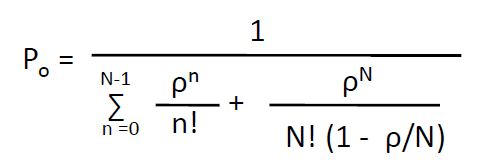 P₀ = 1
N-1
∑ ρⁿ / n! + ρᴺ / N! (1 - ρ/N)
n =0